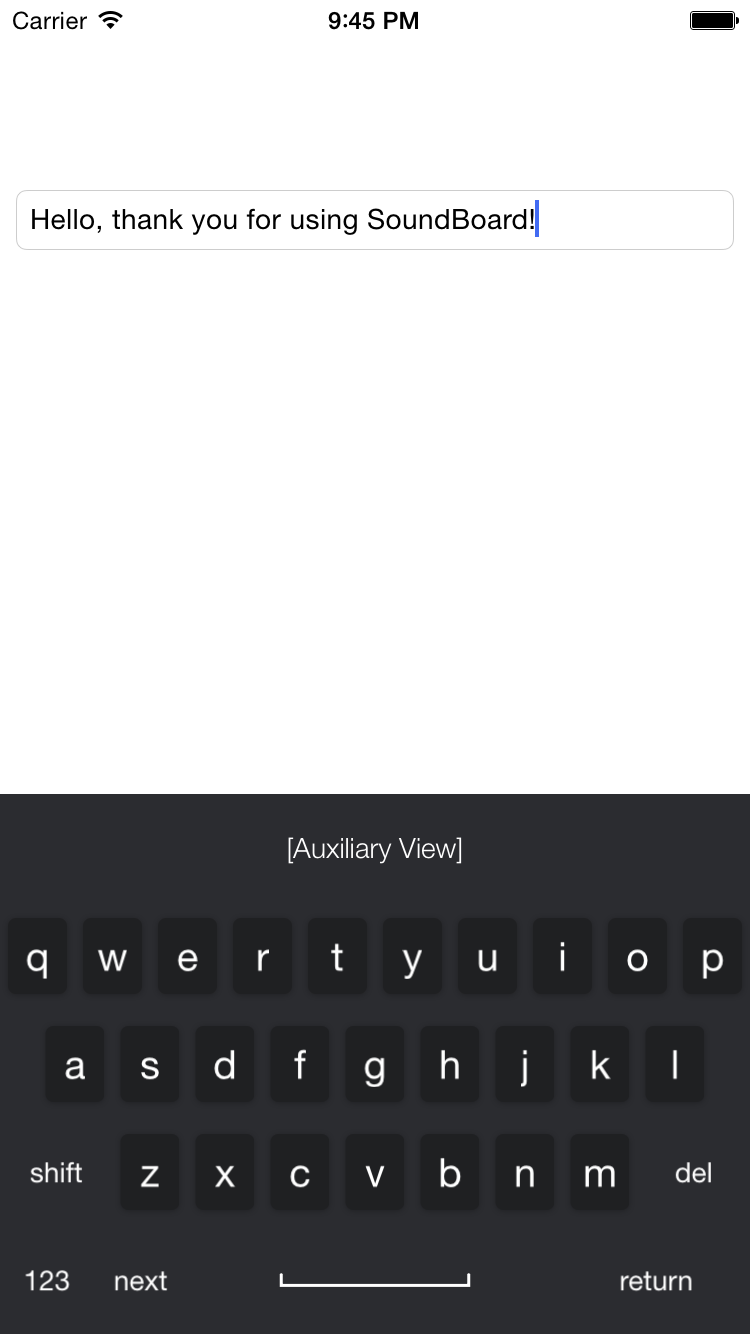 Carrier 9:45 PM
Hello, thank you for using SoundBoard!
[Auxiliary View]
q w e r t y u i o p
a s d f g h j k l
shift z x c v b n m del
123 next return